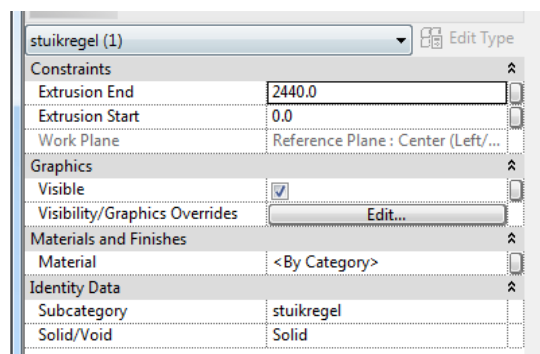 stuikregel (1) Edit Type
Constraints
Extrusion End 2440.0
Extrusion Start 0.0
Work Plane Reference Plane : Center (Left/...
Graphics
Visible
Visibility/Graphics Overrides Edit...
Materials and Finishes
Material <By Category>
Identity Data
Subcategory stuikregel
Solid/Void Solid